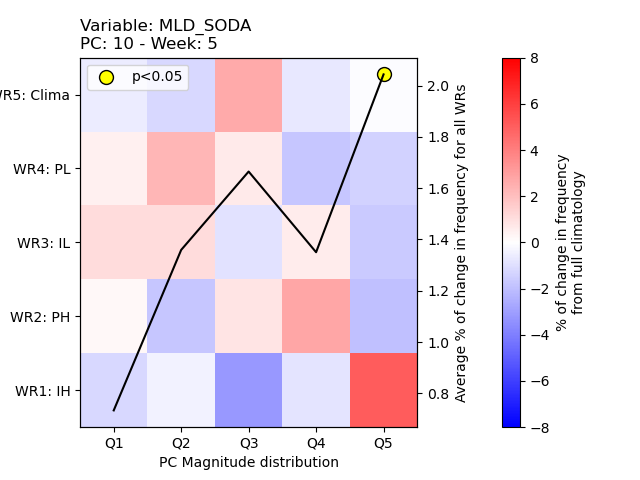 Variable: MLD_SODA
PC: 10 - Week: 5
p<0.05
WR5: Clima
WR4: PL
WR3: IL
WR2: PH
WR1: IH
Q1 Q2 Q3 Q4 Q5
PC Magnitude distribution
2.0
1.8
1.6
1.4
1.2
1.0
0.8
Average % of change in frequency for all WRs
8
6
4
2
0
−2
−4
−6
−8
% of change in frequency
from full climatology